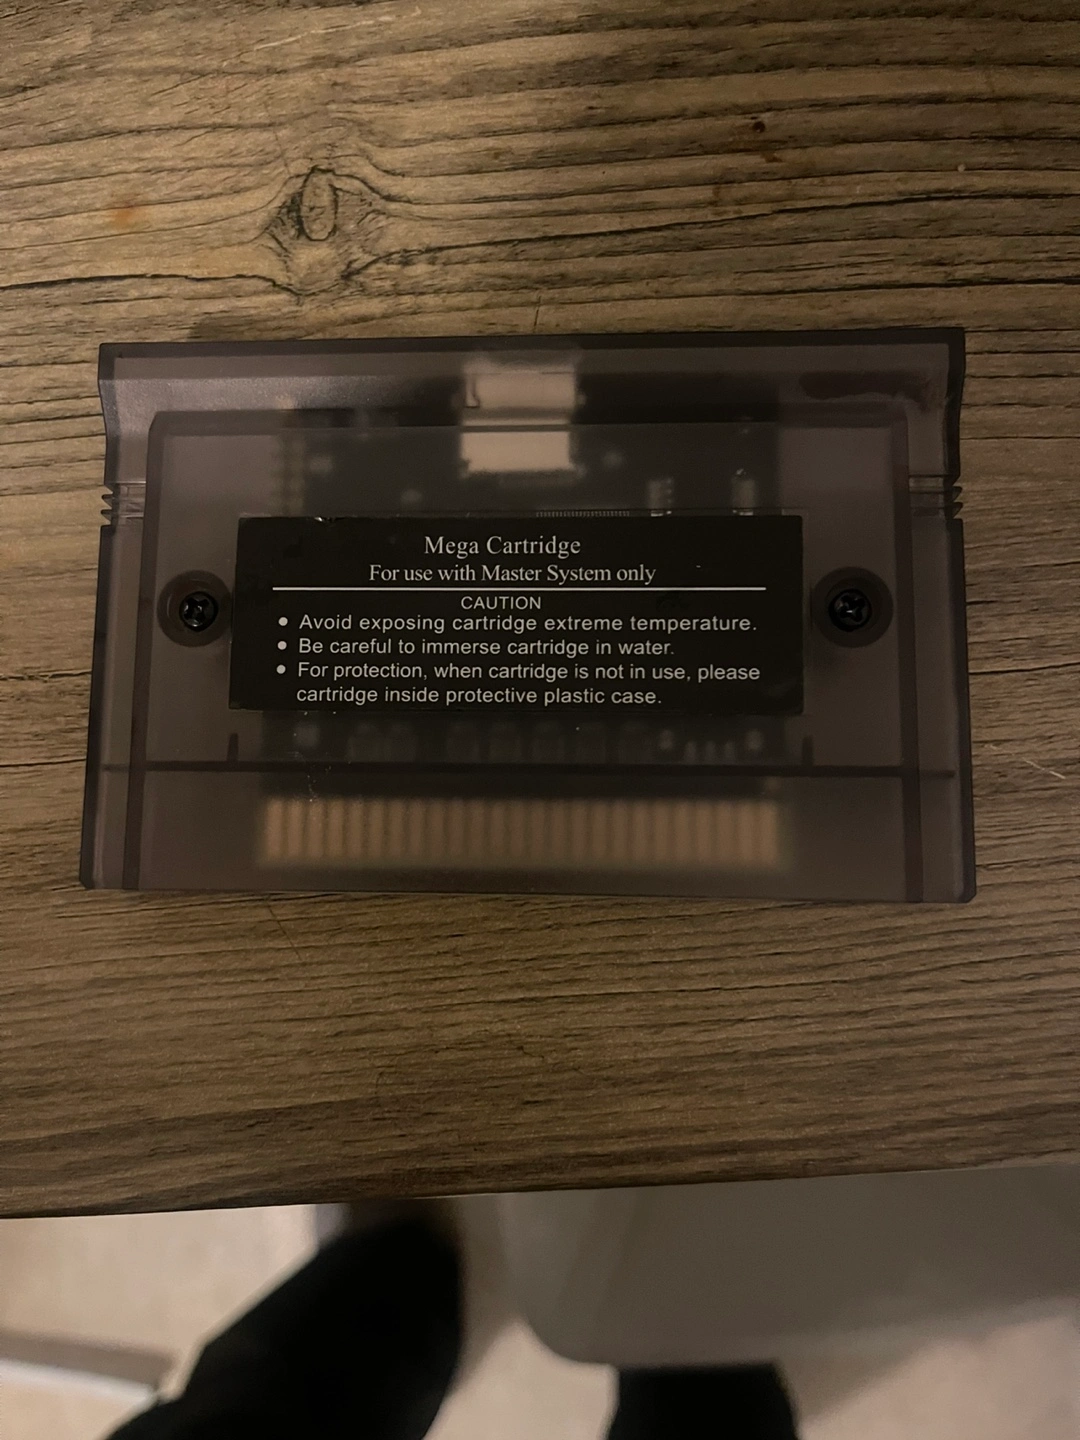 Mega Cartridge
For use with Master System only
CAUTION
● Avoid exposing cartridge extreme temperature.
● Be careful to immerse cartridge in water.
● For protection, when cartridge is not in use, please
cartridge inside protective plastic case.